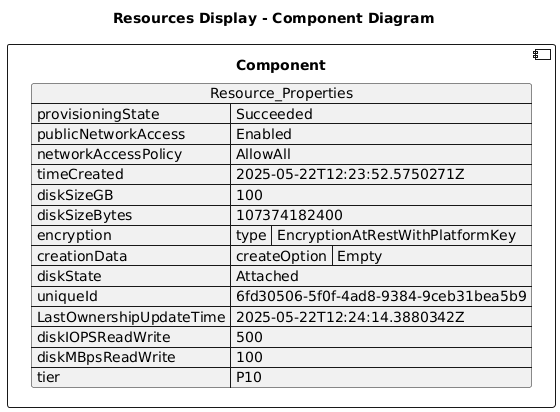 Resources Display - Component Diagram
Component
Resource_Properties
provisioningState Succeeded
publicNetworkAccess Enabled
networkAccessPolicy AllowAll
timeCreated 2025-05-22T12:23:52.5750271Z
diskSizeGB 100
diskSizeBytes 107374182400
encryption type EncryptionAtRestWithPlatformKey
creationData createOption Empty
diskState Attached
uniqueId 6fd30506-5f0f-4ad8-9384-9ceb31bea5b9
LastOwnershipUpdateTime 2025-05-22T12:24:14.3880342Z
diskIOPSReadWrite 500
diskMBpsReadWrite 100
tier P10